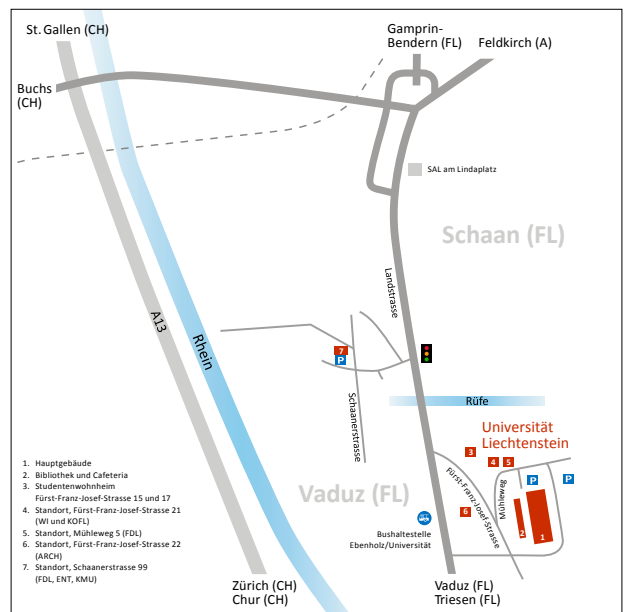 St. Gallen (CH)
Gamprin-
Bendern (FL)
Feldkirch (A)
Buchs
(CH)
SAL am Lindaplatz
Schaan (FL)
Landstrasse
A13
Rhein
7
P
Schaanerstrasse
Rüfe
Universität
Liechtenstein
3
4
5
P
P
Mühleweg
Fürst-Franz-Josef-Strasse
6
2
1
Vaduz (FL)
Bushaltestelle
Ebenholz/Universität
1. Hauptgebäude
2. Bibliothek und Cafeteria
3. Studentenwohnheim
Fürst-Franz-Josef-Strasse 15 und 17
4. Standort, Fürst-Franz-Josef-Strasse 21
(WI und KOFL)
5. Standort, Mühleweg 5 (FDL)
6. Standort, Fürst-Franz-Josef-Strasse 22
(ARCH)
7. Standort, Schaanerstrasse 99
(FDL, ENT, KMU)
Zürich (CH)
Chur (CH)
Vaduz (FL)
Triesen (FL)